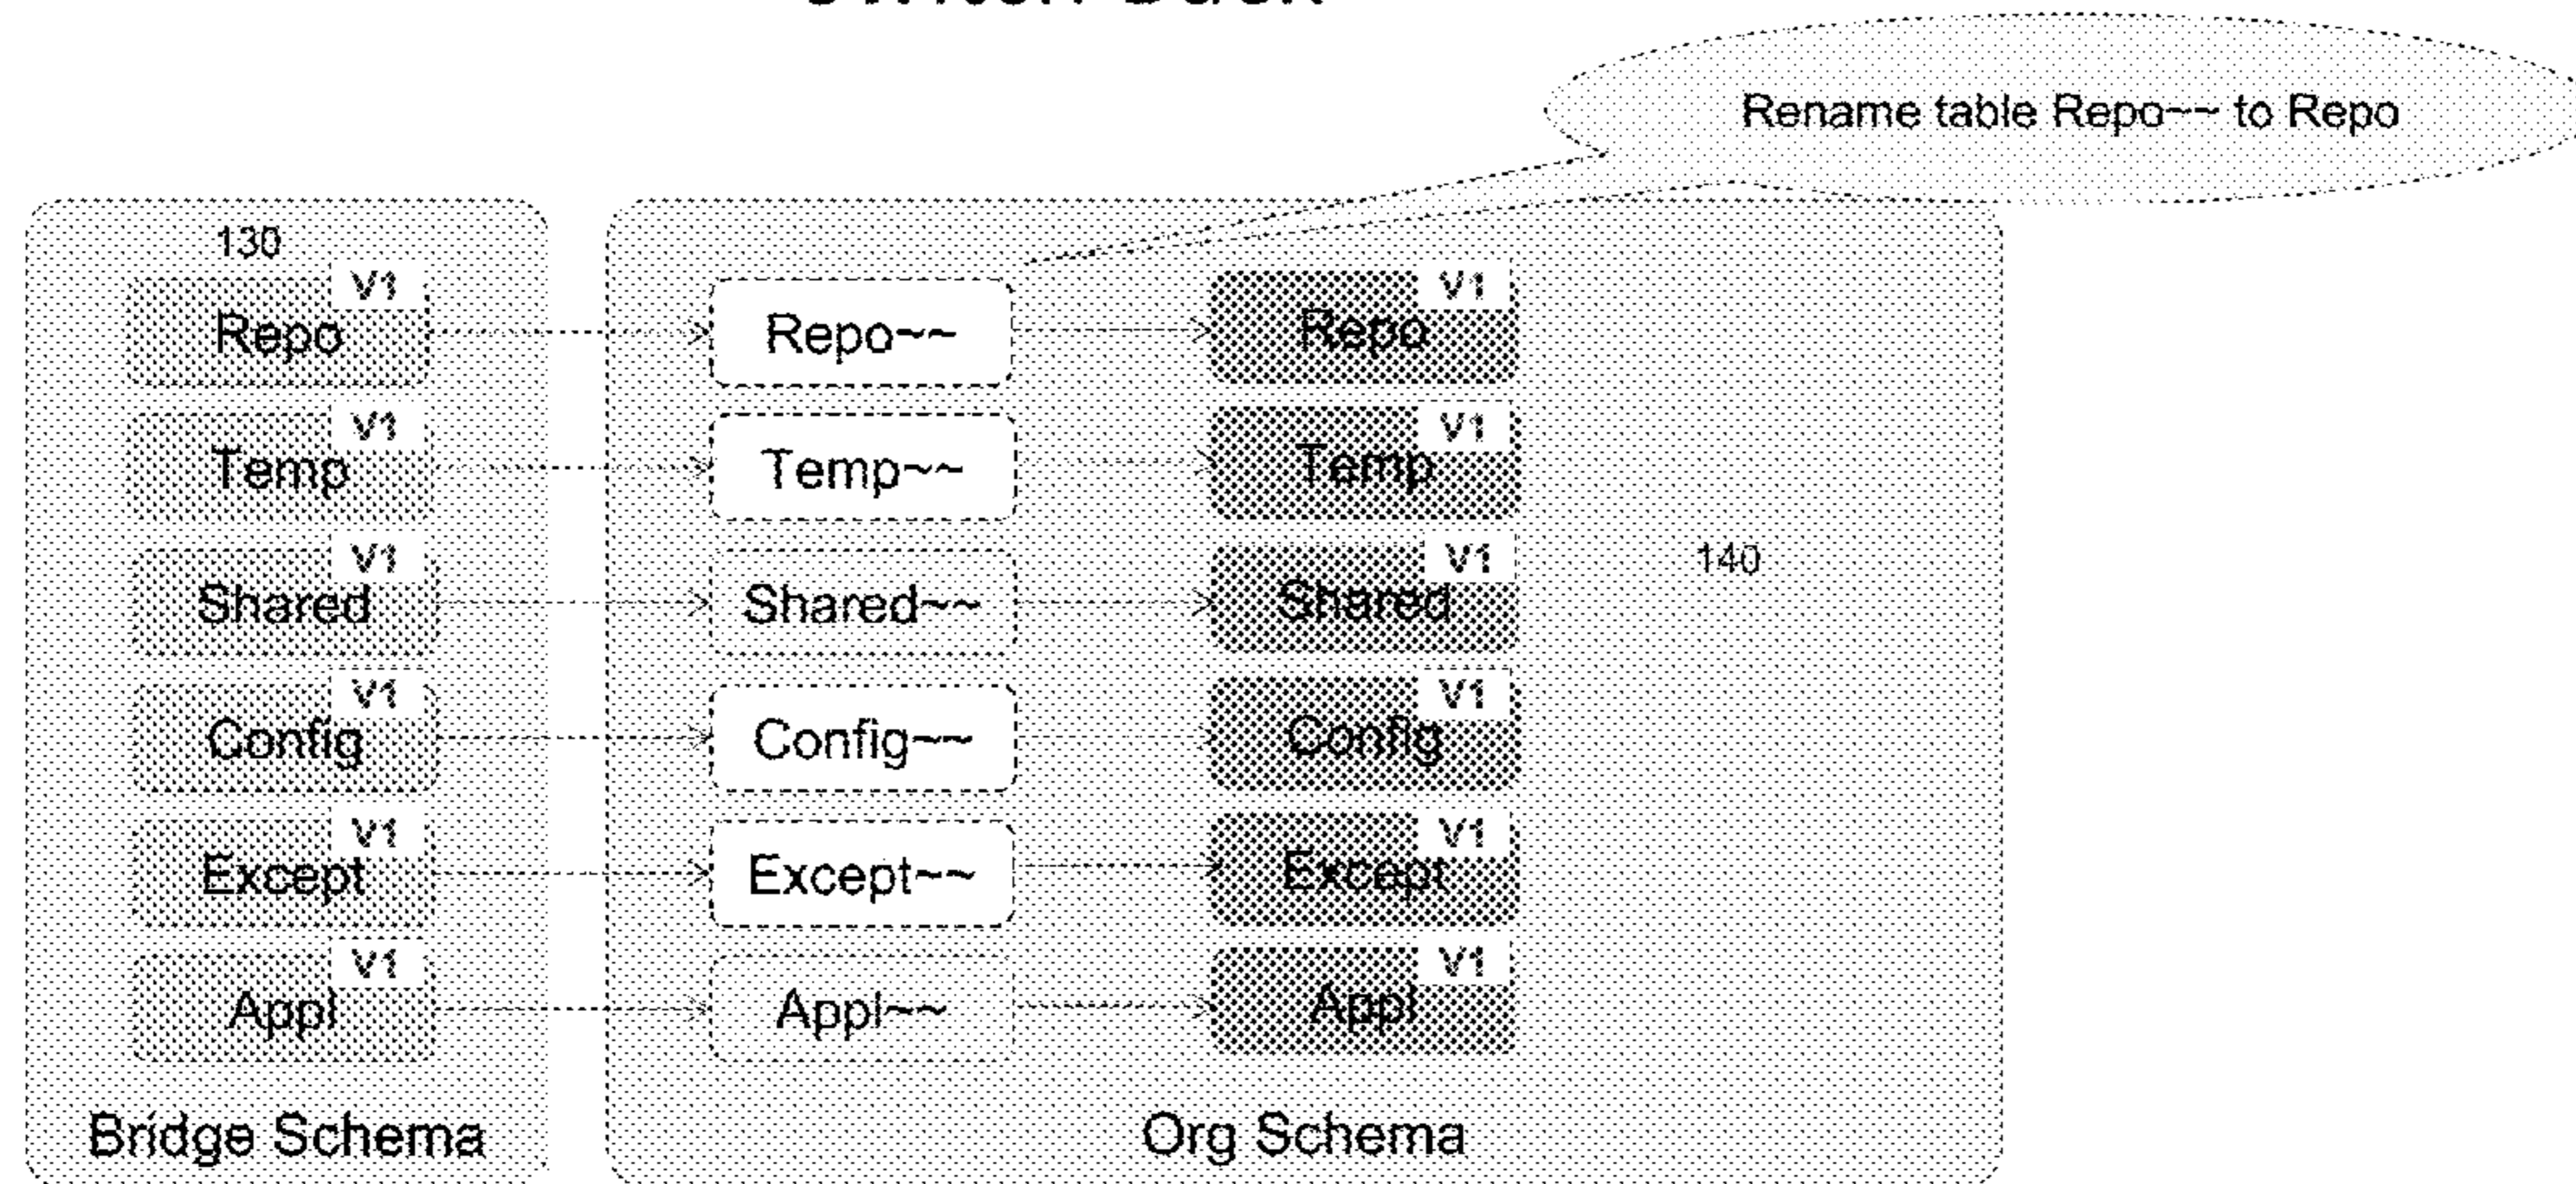 Rename table Repo~~ to Repo
130
V1
Repo
Repo~~
V1
Repo
V1
Temp
Temp~~
V1
Temp
V1
Shared
Shared~~
V1
Shared
140
V1
Config
Config~~
V1
Config
V1
Except
Except~~
V1
Except
V1
Appl
Appl~~
V1
Appl
Bridge Schema
Org Schema